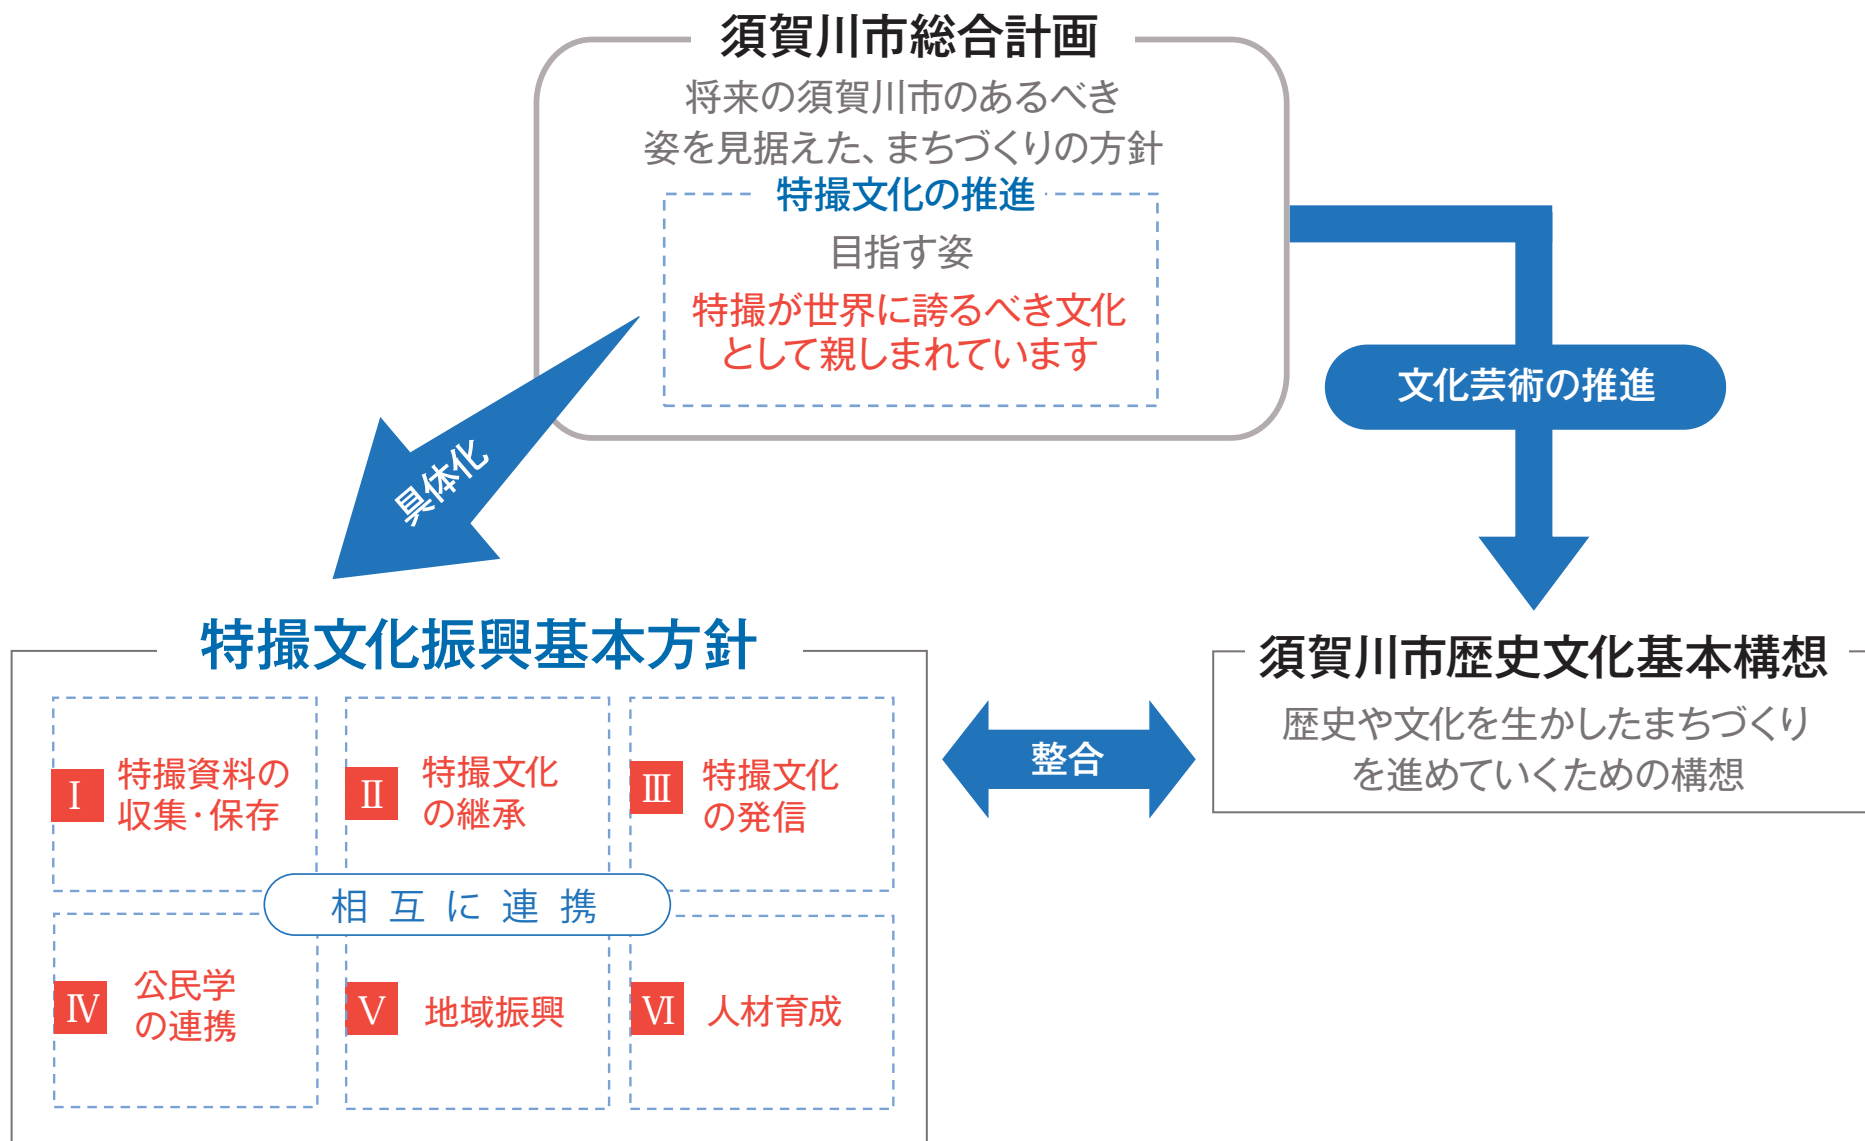 須賀川市総合計画
将来の須賀川市のあるべき
姿を見据えた、まちづくりの方針
特撮文化の推進
目指す姿
特撮が世界に誇るべき文化
として親しまれています
文化芸術の推進
具体化
特撮文化振興基本方針
Ⅰ 特撮資料の
収集・保存
Ⅱ 特撮文化
の継承
Ⅲ 特撮文化
の発信
相互に連携
Ⅳ 公民学
の連携
Ⅴ 地域振興
Ⅵ 人材育成
整合
須賀川市歴史文化基本構想
歴史や文化を生かしたまちづくり
を進めていくための構想